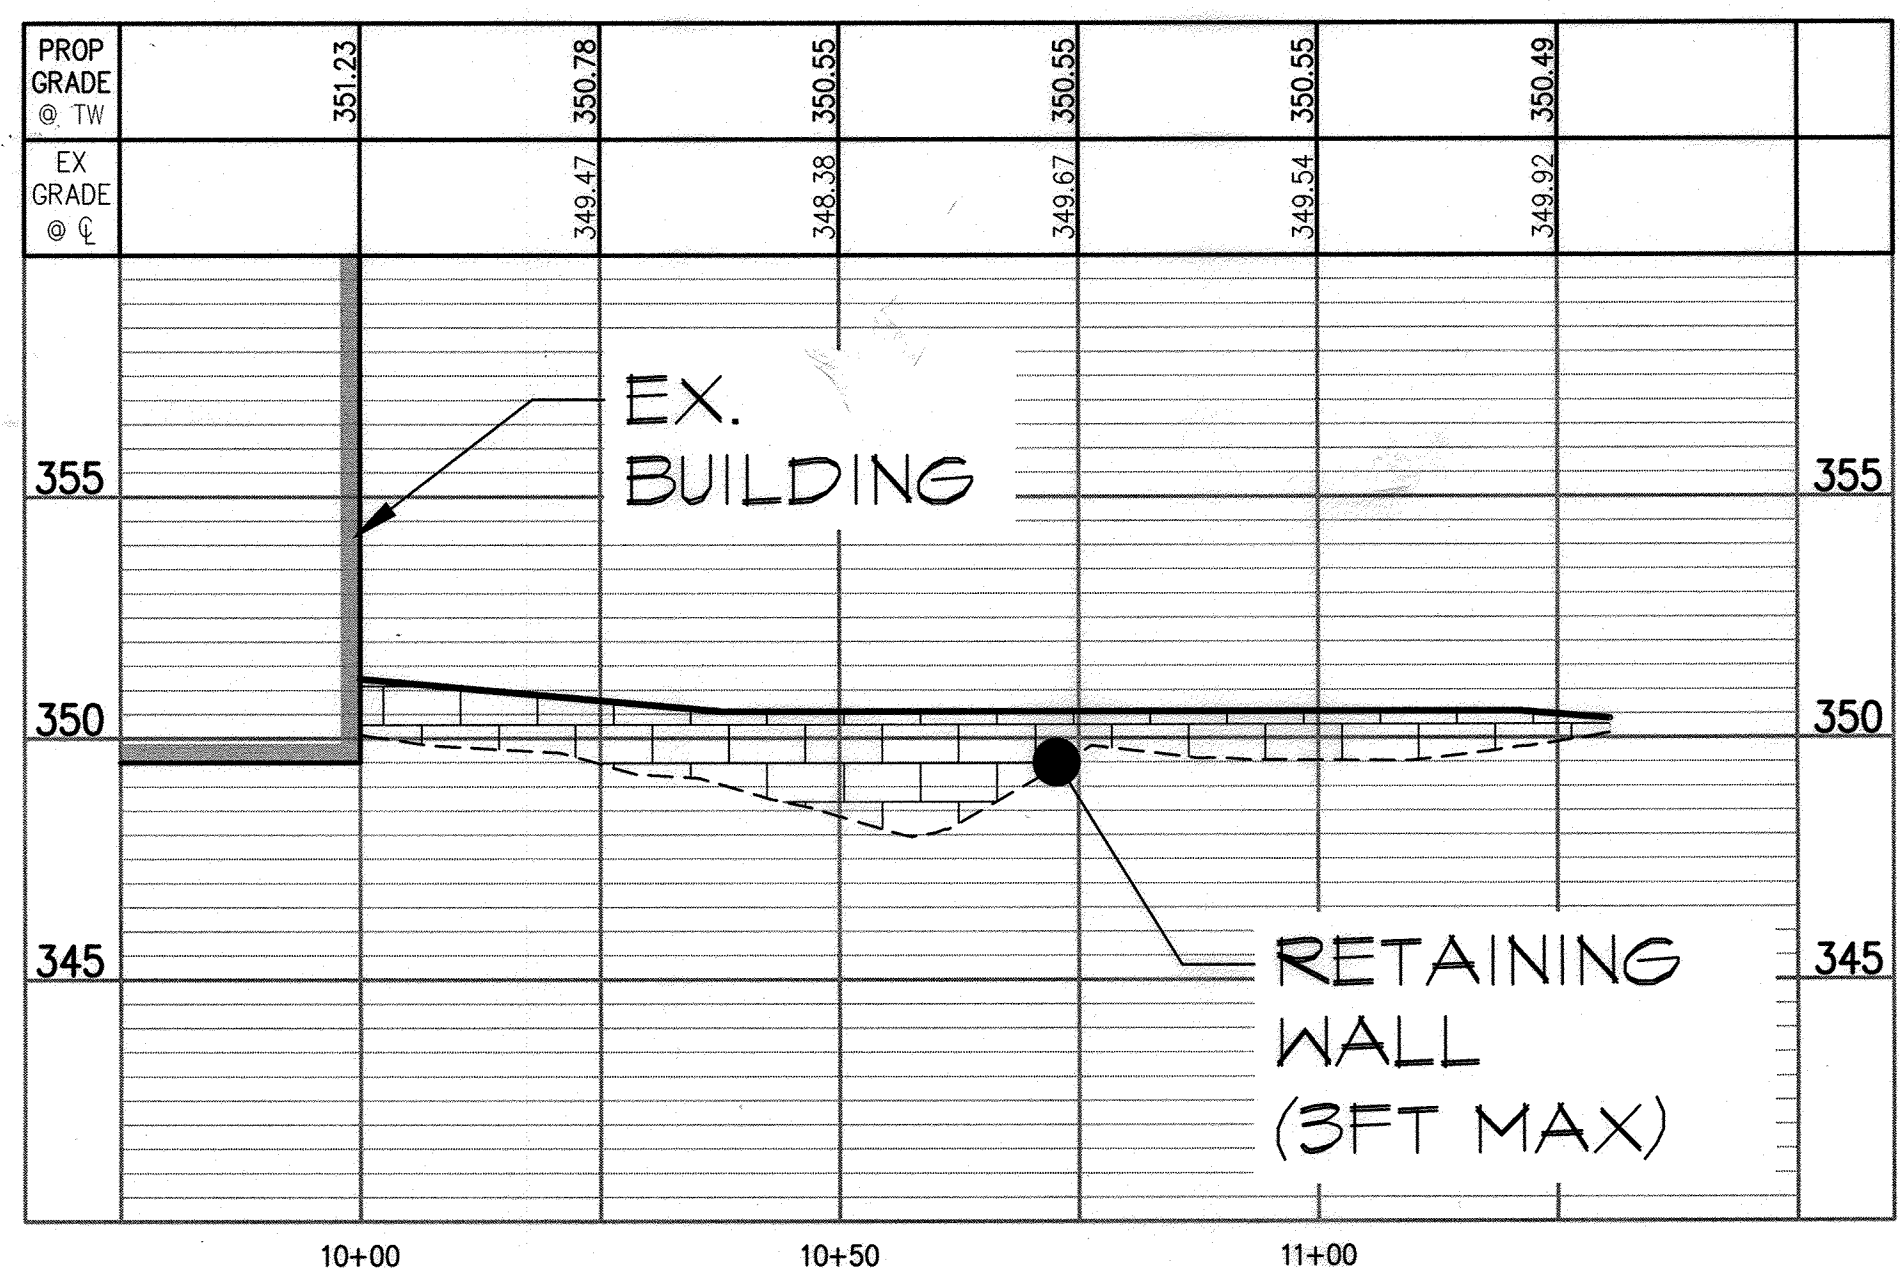 PROP
GRADE
@ TW
351.23
350.78
350.55
350.55
350.55
350.49
EX
GRADE
@ ℄
349.47
348.38
349.67
349.54
349.92
EX.
BUILDING
355
355
350
350
345
345
RETAINING
WALL
(3FT MAX)
10+00
10+50
11+00